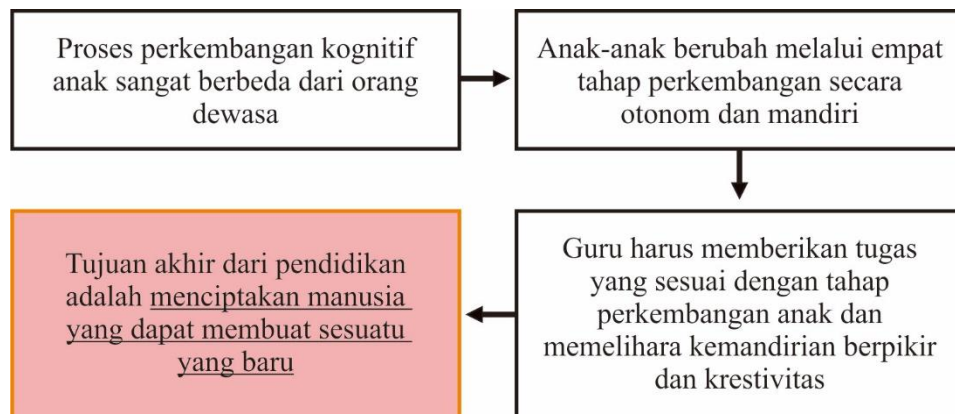 Proses perkembangan kognitif
anak sangat berbeda dari orang
dewasa
Anak-anak berubah melalui empat
tahap perkembangan secara
otonom dan mandiri
Guru harus memberikan tugas
yang sesuai dengan tahap
perkembangan anak dan
memelihara kemandirian berpikir
dan krestivitas
Tujuan akhir dari pendidikan
adalah menciptakan manusia
yang dapat membuat sesuatu
yang baru